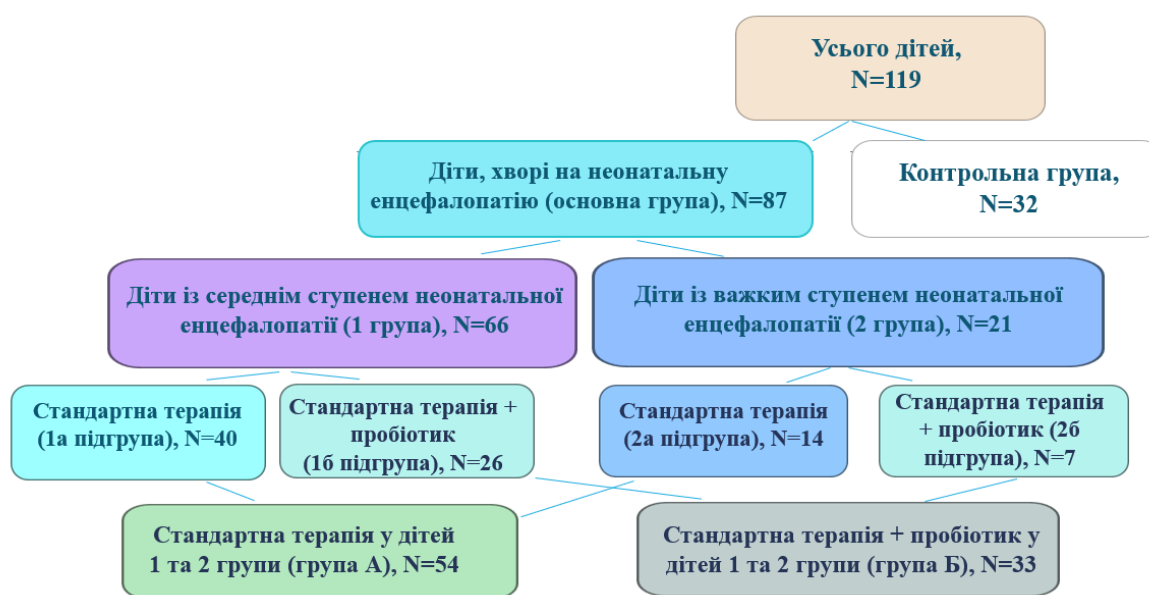 Усього дітей,
N=119
Діти, хворі на неонатальну
енцефалопатію (основна група), N=87
Контрольна група,
N=32
Діти із середнім ступенем неонатальної
енцефалопатії (1 група), N=66
Діти із важким ступенем неонатальної
енцефалопатії (2 група), N=21
Стандартна терапія
(1а підгрупа), N=40
Стандартна терапія +
пробіотик
(1б підгрупа), N=26
Стандартна терапія
(2а підгрупа), N=14
Стандартна терапія
+ пробіотик (2б
підгрупа), N=7
Стандартна терапія у дітей
1 та 2 групи (група А), N=54
Стандартна терапія + пробіотик у
дітей 1 та 2 групи (група Б), N=33